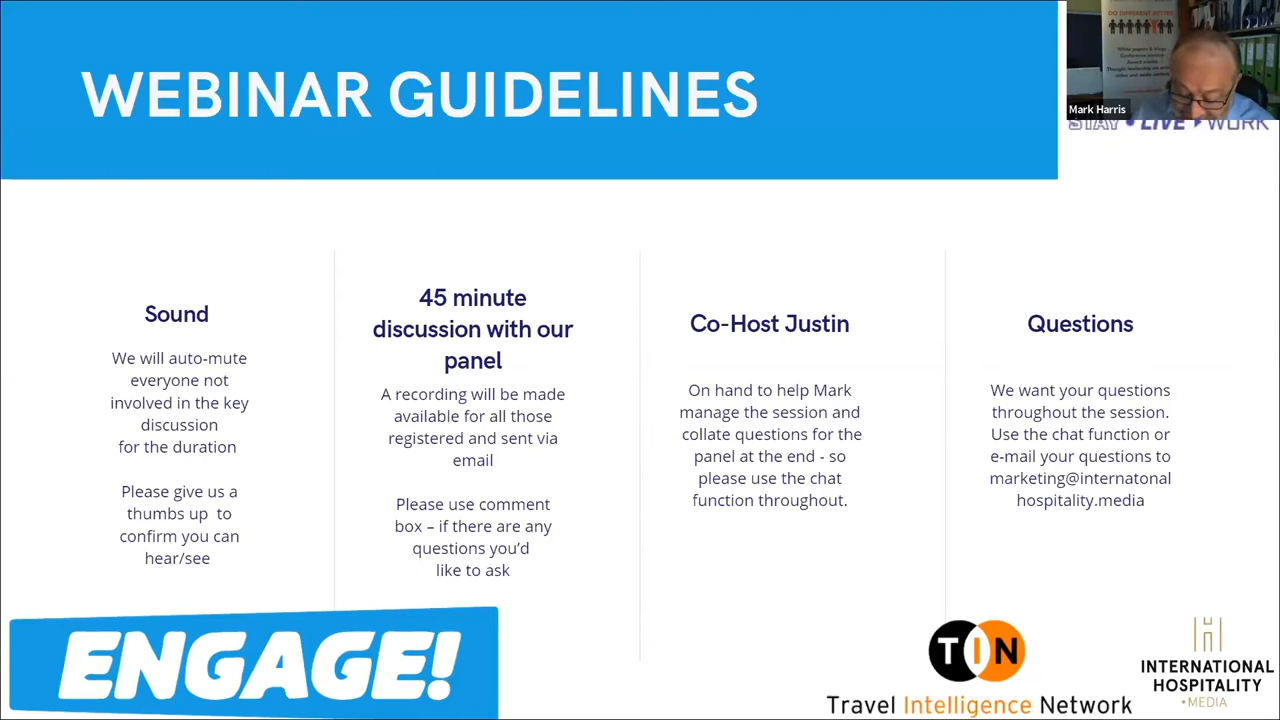 WEBINAR GUIDELINES
DO DIFFERENT BETTER
Mark Harris
STAY • LIVE • WORK
Sound
We will auto-mute
everyone not
involved in the key
discussion
for the duration
Please give us a
thumbs up to
confirm you can
hear/see
45 minute
discussion with our
panel
A recording will be made
available for all those
registered and sent via
email
Please use comment
box – if there are any
questions you'd
like to ask
Co-Host Justin
On hand to help Mark
manage the session and
collate questions for the
panel at the end - so
please use the chat
function throughout.
Questions
We want your questions
throughout the session.
Use the chat function or
e-mail your questions to
marketing@internatonal
hospitality.media
ENGAGE!
TIN
Travel Intelligence Network
INTERNATIONAL
HOSPITALITY
•MEDIA